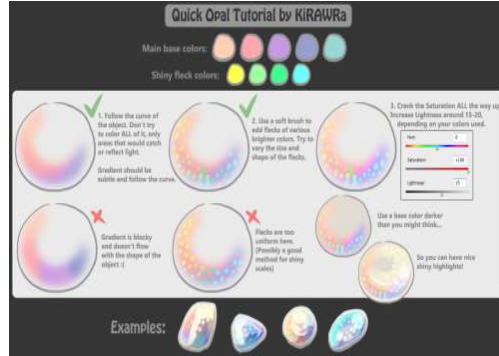 Quick Opal Tutorial by KiRAWRa
Main base colors:
Shiny fleck colors:
1. Follow the curve of
the object. Don't try
to color ALL of it, only
areas that would catch
or reflect light.
Gradient should be
subtle and follow the curve.
2. Use a soft brush to
add flecks of various
brighter colors. Try to
vary the size and
shape of the flecks.
3. Crank the Saturation ALL the way up
Increase Lightness around 15-20,
depending on your colors used.
Hue: 0
Saturation: +100
Lightness: 15
Gradient is blocky
and doesn't flow
with the shape of the
object :(
Flecks are too
uniform here.
(Possibly a good
method for shiny
scales)
Use a base color darker
than you might think...
So you can have nice
shiny highlights!
Examples: